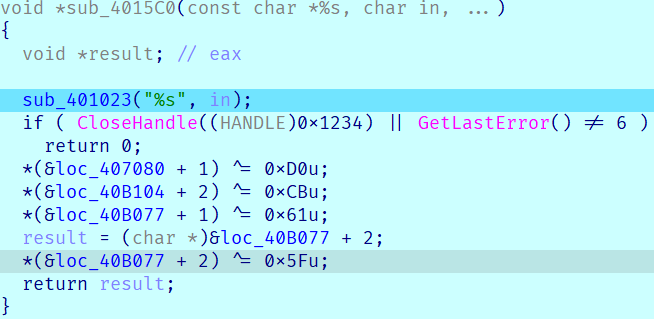 void *sub_4015C0(const char *%s, char in, ...)
{
  void *result; // eax

  sub_401023("%s", in);
  if ( CloseHandle((HANDLE)0x1234) || GetLastError() != 6 )
    return 0;
  *(&loc_407080 + 1) ^= 0xD0u;
  *(&loc_40B104 + 2) ^= 0xCBu;
  *(&loc_40B077 + 1) ^= 0x61u;
  result = (char *)&loc_40B077 + 2;
  *(&loc_40B077 + 2) ^= 0x5Fu;
  return result;
}